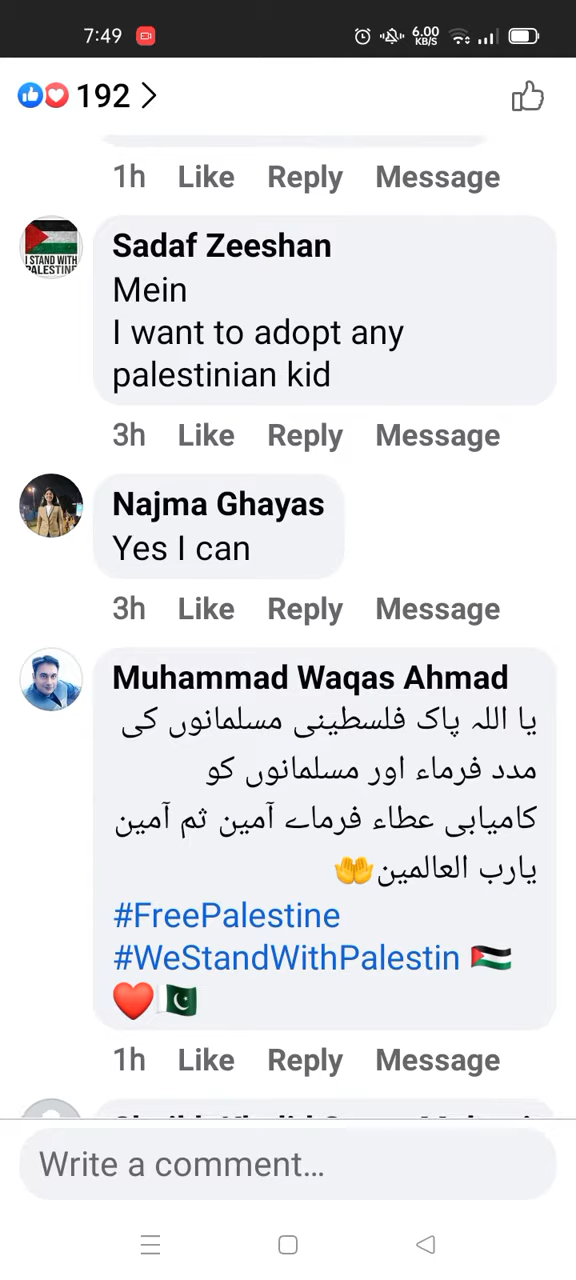 7:49
6.00
KB/S
192
1h Like Reply Message
I STAND WITH
PALESTINE
Sadaf Zeeshan
Mein
I want to adopt any
palestinian kid
3h Like Reply Message
Najma Ghayas
Yes I can
3h Like Reply Message
Muhammad Waqas Ahmad
یا اللہ پاک فلسطینی مسلمانوں کی
مدد فرماء اور مسلمانوں کو
کامیابی عطاء فرماے آمین ثم آمین
یارب العالمین🤲
#FreePalestine
#WeStandWithPalestin 🇵🇸
❤️🇵🇰
1h Like Reply Message
Write a comment...